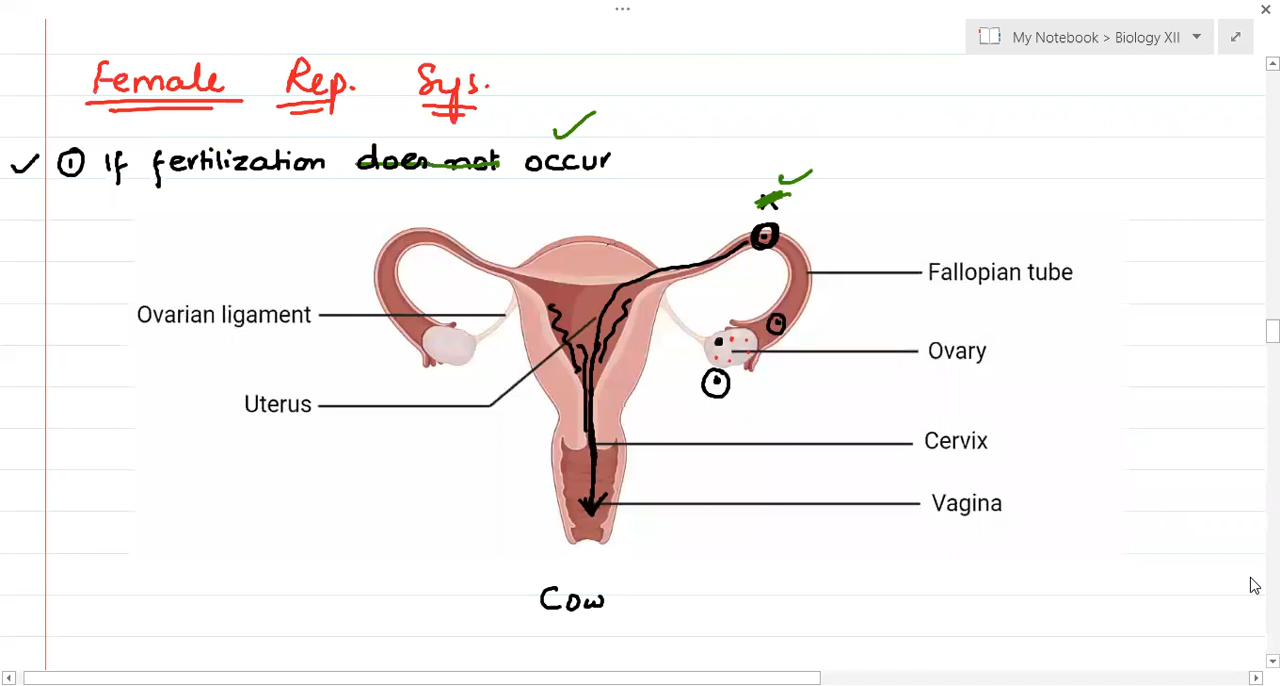 My Notebook > Biology XII
Female Rep. Sys.
① If fertilization does not occur
Fallopian tube
Ovarian ligament
Ovary
Uterus
Cervix
Vagina
Cow